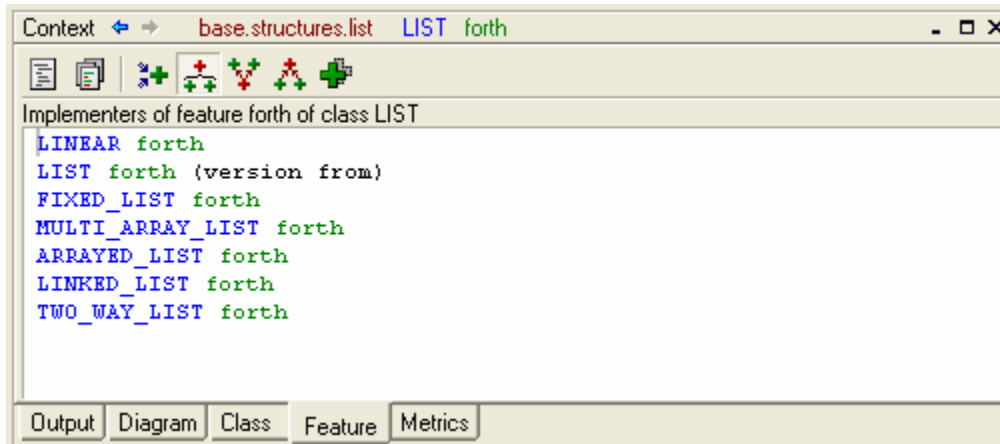 Context base.structures.list LIST forth
Implementers of feature forth of class LIST
LINEAR forth
LIST forth (version from)
FIXED_LIST forth
MULTI_ARRAY_LIST forth
ARRAYED_LIST forth
LINKED_LIST forth
TWO_WAY_LIST forth
Output Diagram Class Feature Metrics